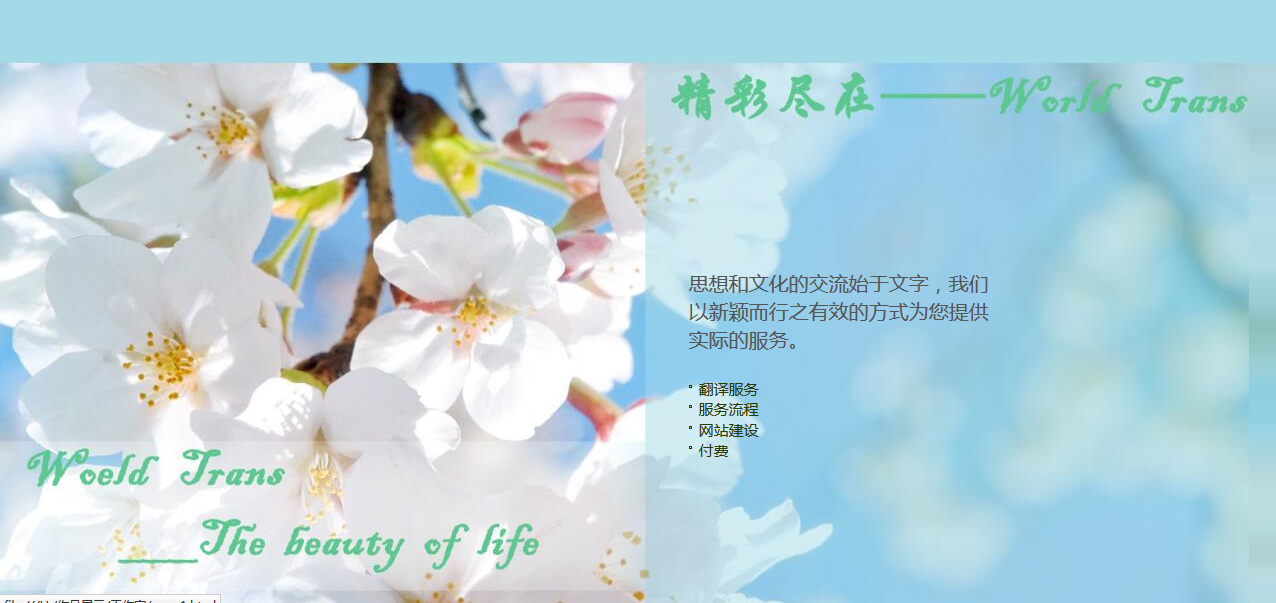 精彩尽在——World Trans
思想和文化的交流始于文字，我们
以新颖而行之有效的方式为您提供
实际的服务。
翻译服务
服务流程
网站建设
付费
Woeld Trans
____The beauty of life